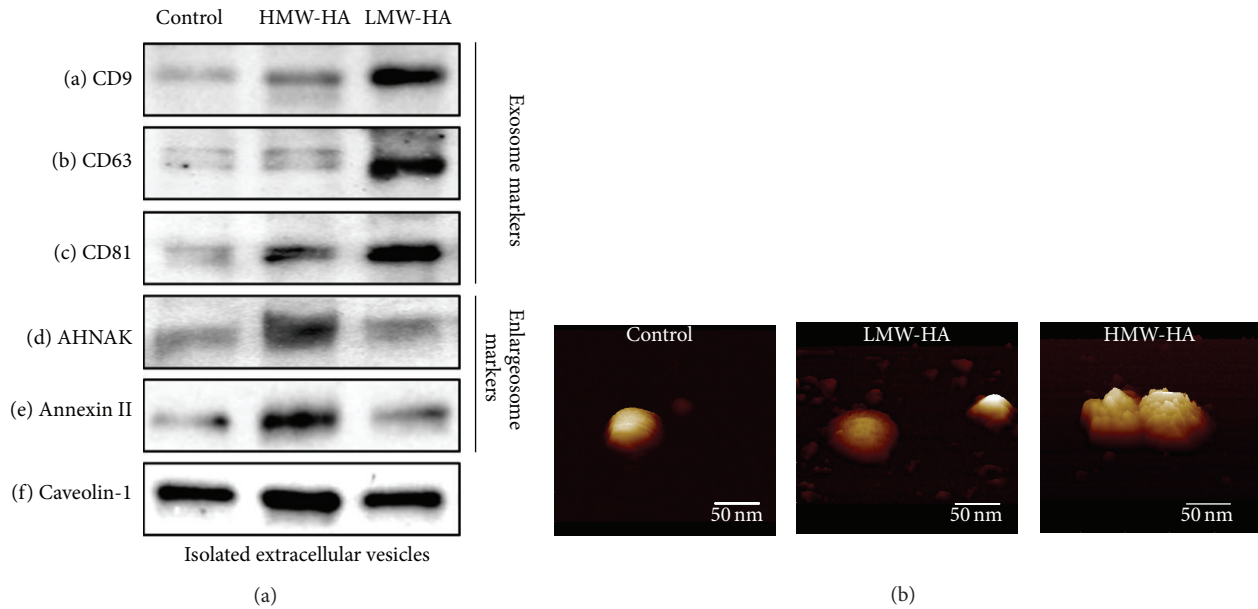 Control HMW-HA LMW-HA
(a) CD9
(b) CD63
(c) CD81
Exosome markers
(d) AHNAK
(e) Annexin II
Enlargeosome
markers
(f) Caveolin-1
Isolated extracellular vesicles
(a)
Control
50 nm
LMW-HA
50 nm
HMW-HA
50 nm
(b)